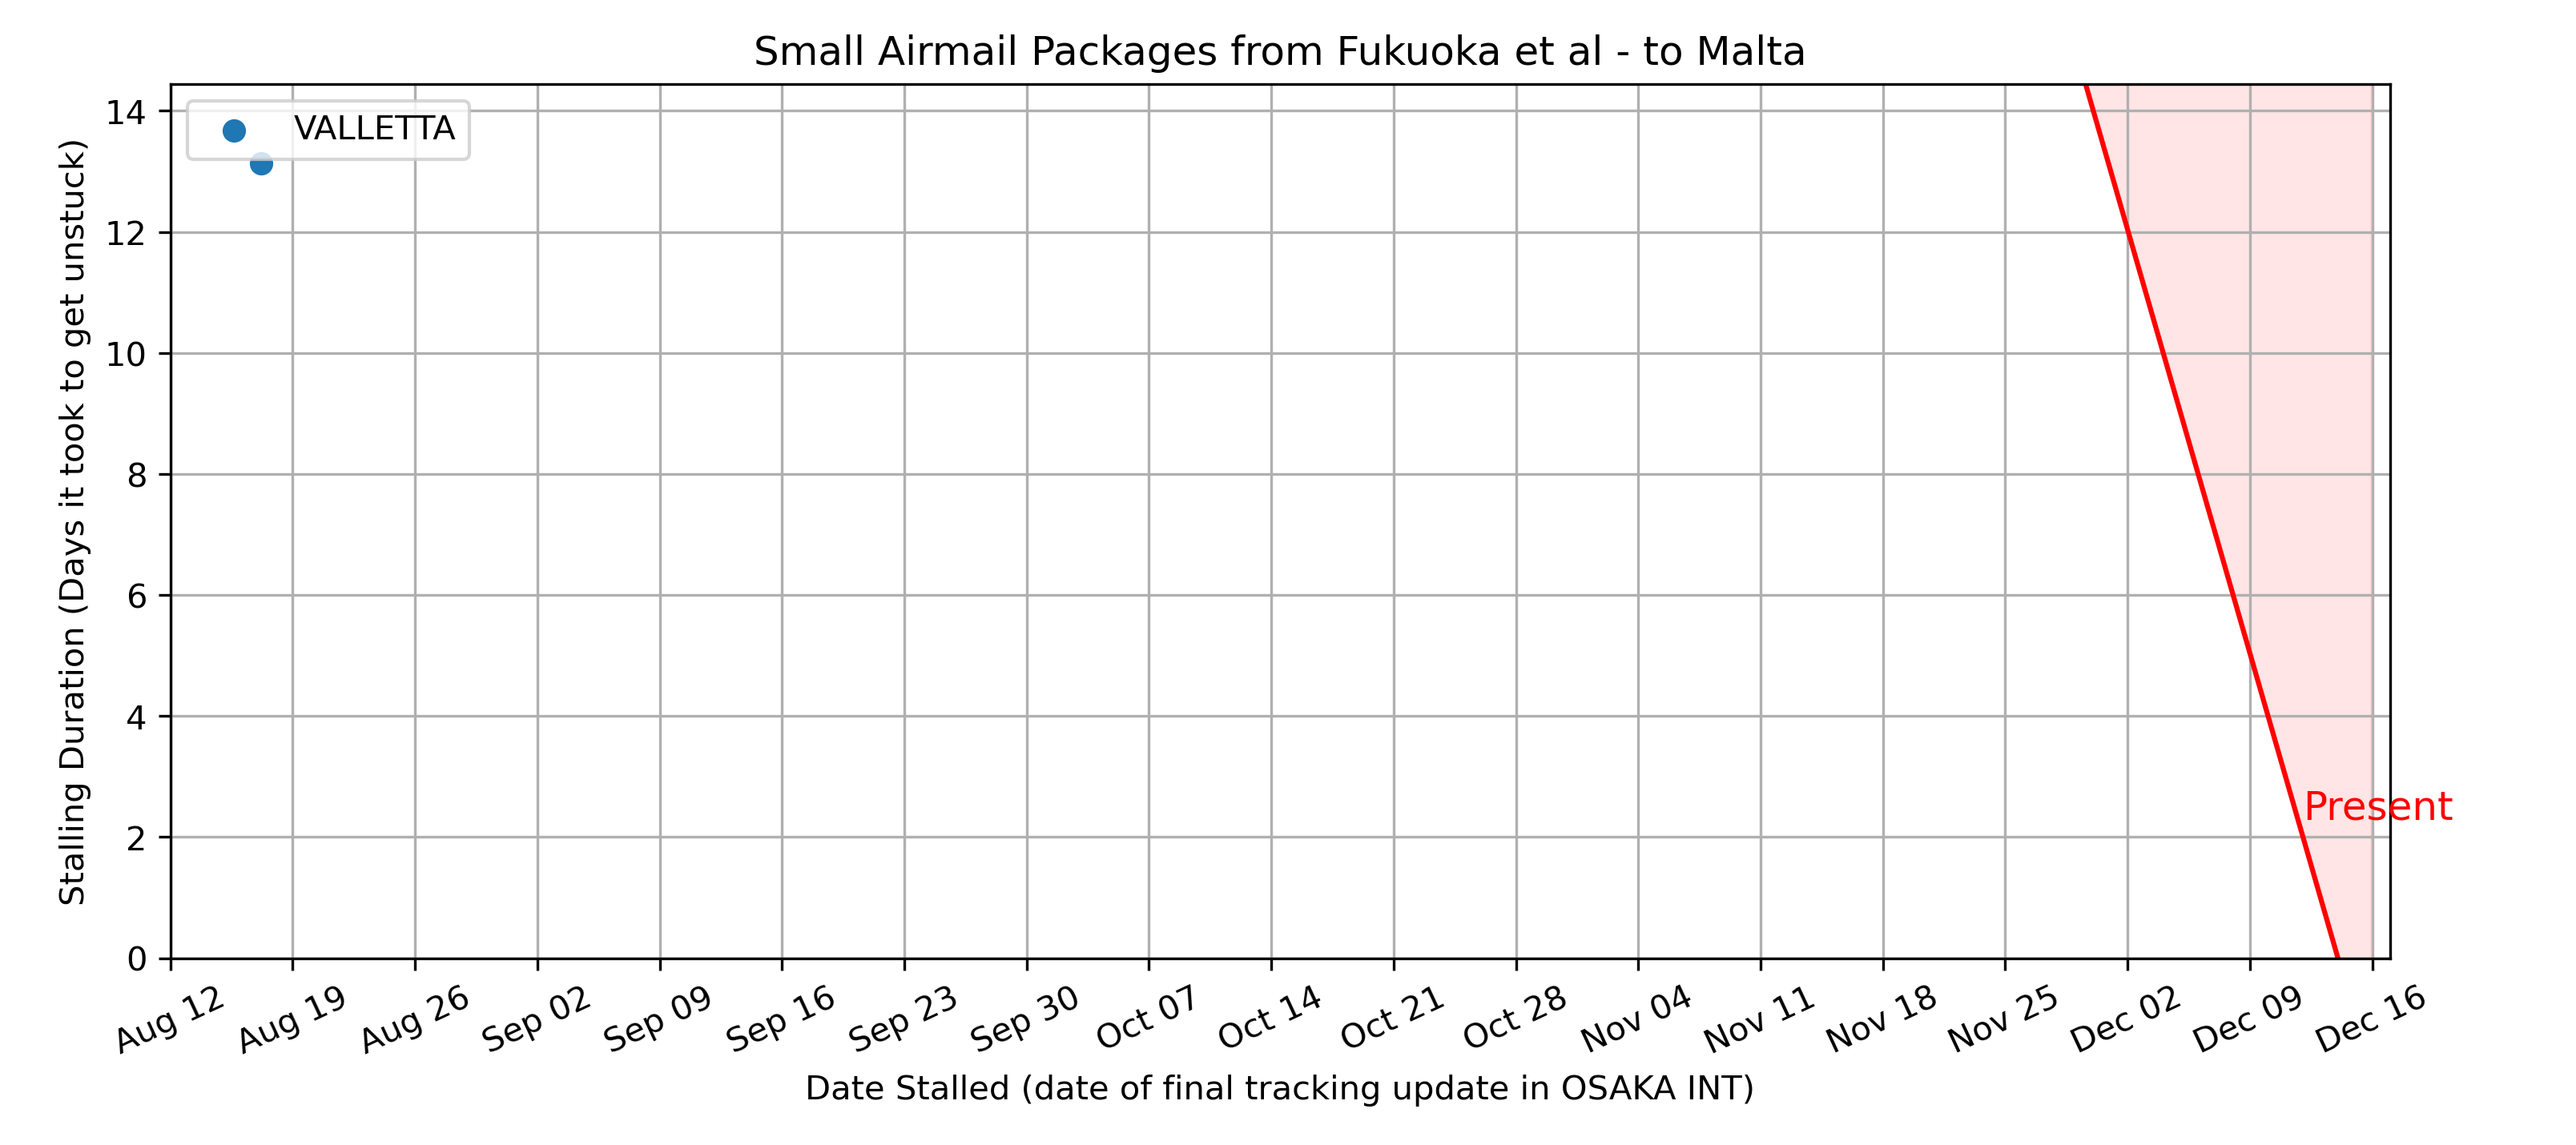 Small Airmail Packages from Fukuoka et al - to Malta
VALLETTA
Stalling Duration (Days it took to get unstuck)
14
12
10
8
6
4
2
0
Present
Aug 12 Aug 19 Aug 26 Sep 02 Sep 09 Sep 16 Sep 23 Sep 30 Oct 07 Oct 14 Oct 21 Oct 28 Nov 04 Nov 11 Nov 18 Nov 25 Dec 02 Dec 09 Dec 16
Date Stalled (date of final tracking update in OSAKA INT)